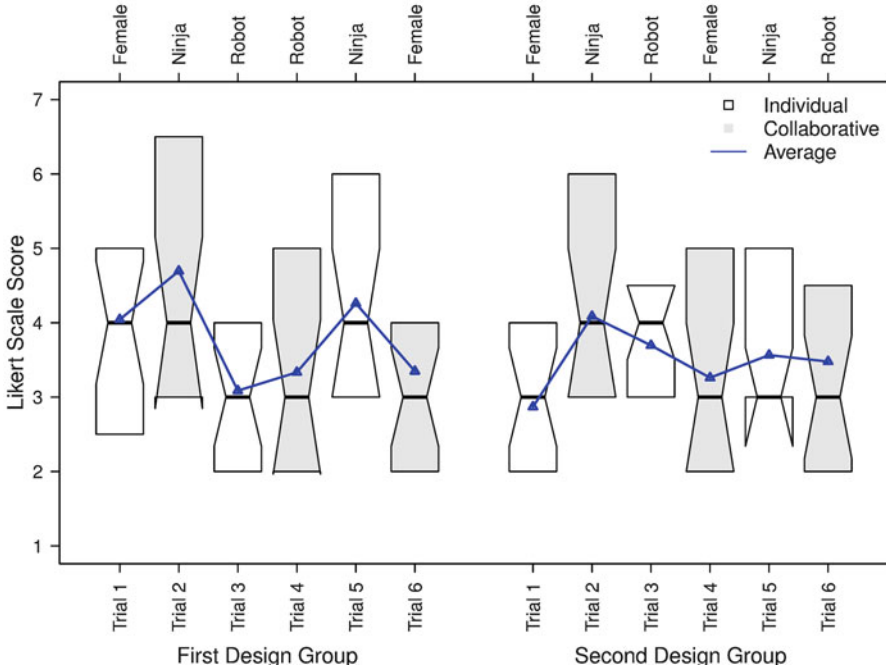 Female
Ninja
Robot
Robot
Ninja
Female
Female
Ninja
Robot
Female
Ninja
Robot
7
6
5
4
3
2
1
Likert Scale Score
Individual
Collaborative
Average
Trial 1
Trial 2
Trial 3
Trial 4
Trial 5
Trial 6
Trial 1
Trial 2
Trial 3
Trial 4
Trial 5
Trial 6
First Design Group
Second Design Group